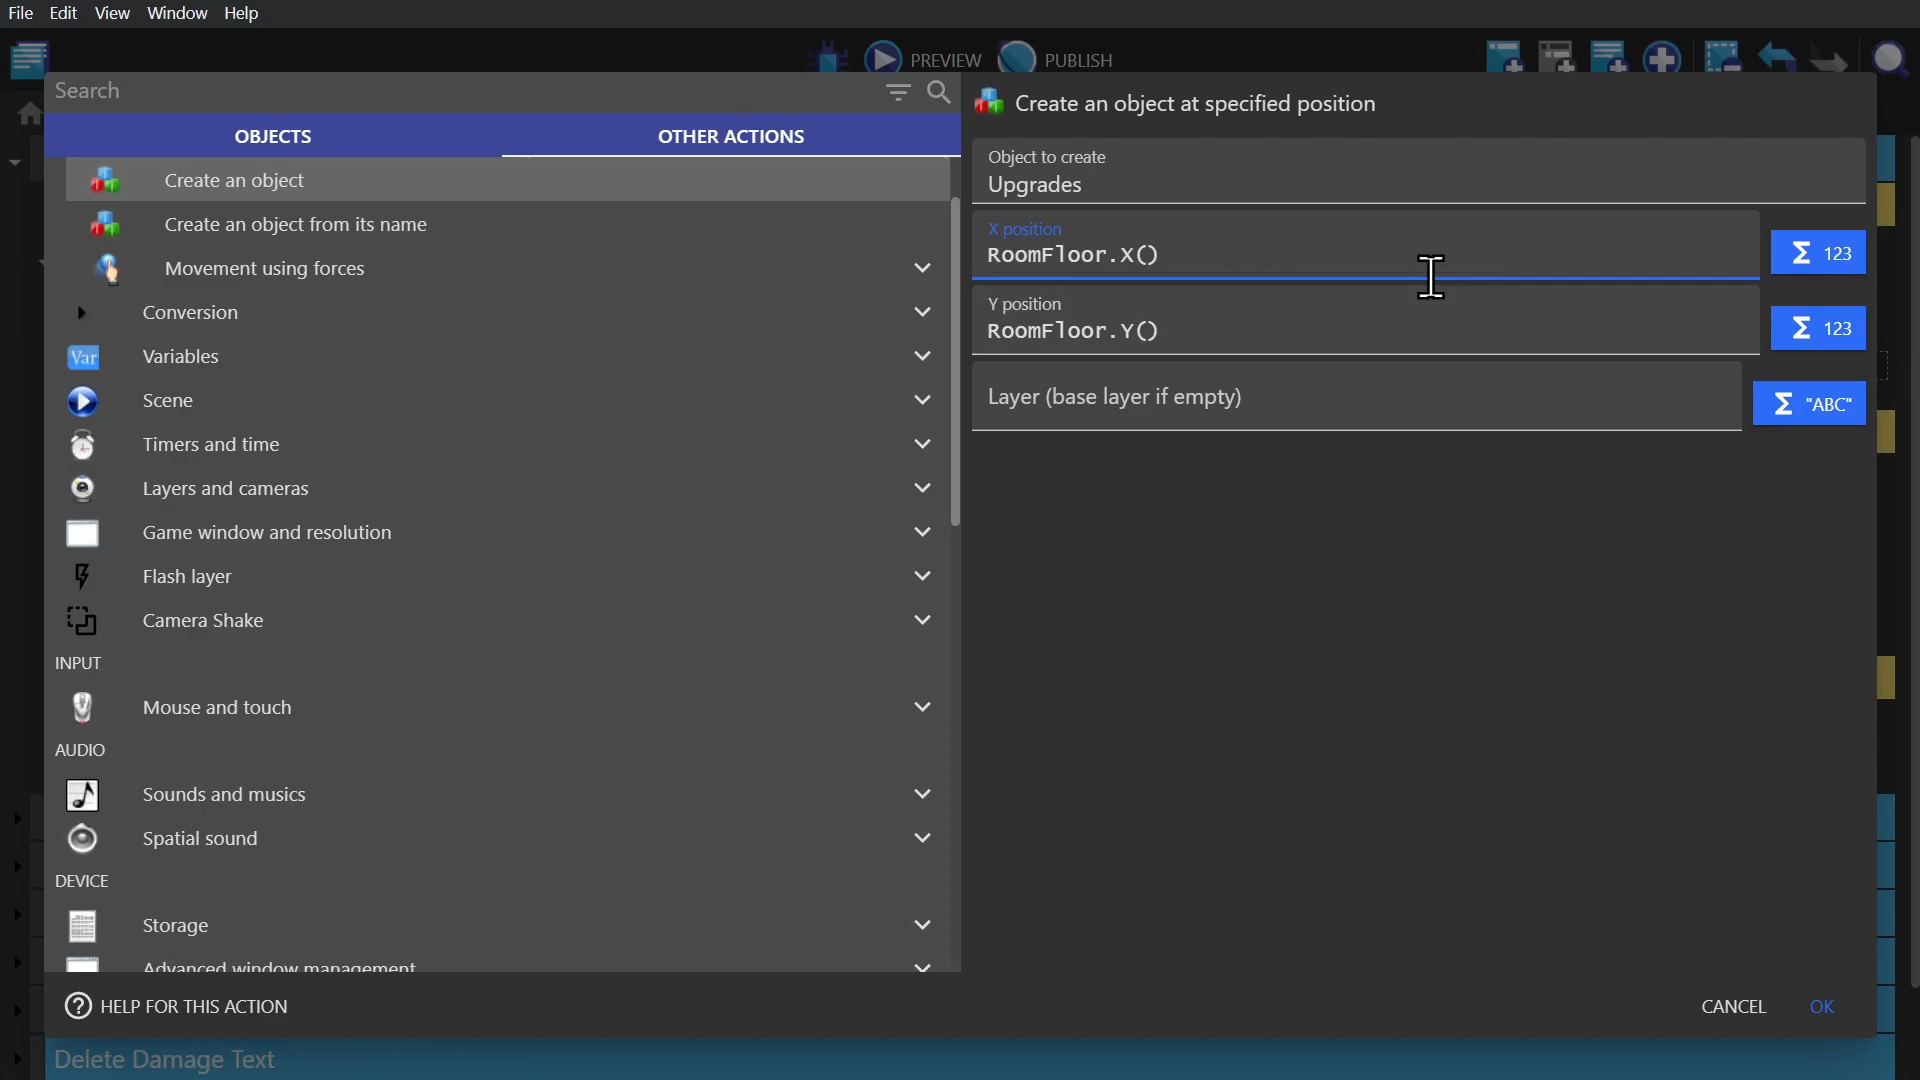 File Edit View Window Help
PREVIEW PUBLISH
Search
OBJECTS OTHER ACTIONS
Create an object
Create an object from its name
Movement using forces
Conversion
Var Variables
Scene
Timers and time
Layers and cameras
Game window and resolution
Flash layer
Camera Shake
INPUT
Mouse and touch
AUDIO
Sounds and musics
Spatial sound
DEVICE
Storage
Advanced window management
Create an object at specified position
Object to create
Upgrades
X position
RoomFloor.X()
Σ 123
Y position
RoomFloor.Y()
Σ 123
Layer (base layer if empty)
Σ "ABC"
? HELP FOR THIS ACTION
CANCEL OK
Delete Damage Text